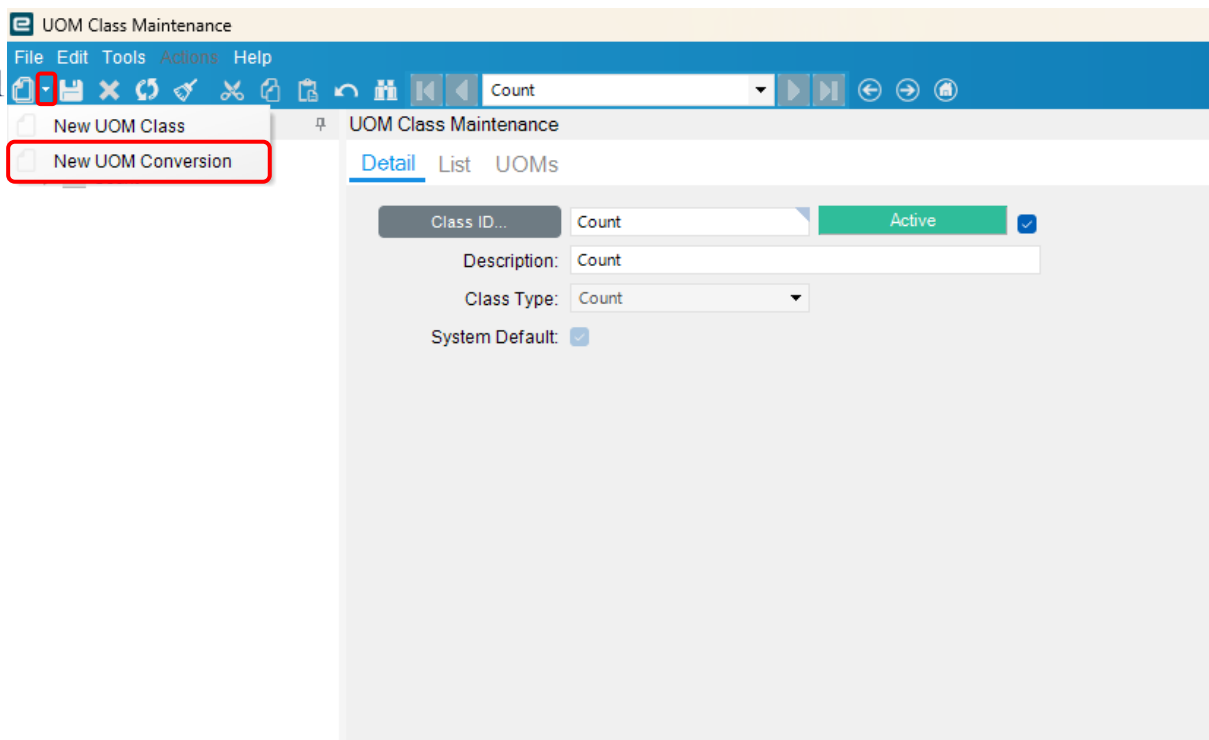 UOM Class Maintenance
File Edit Tools Actions Help
Count
New UOM Class
UOM Class Maintenance
New UOM Conversion
Detail List UOMs
Class ID... Count Active
Description: Count
Class Type: Count
System Default: